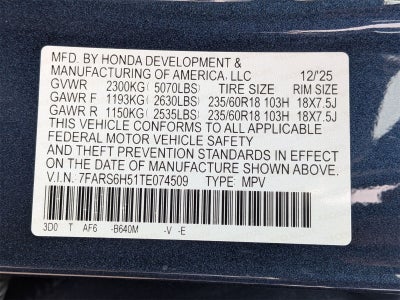 MFD. BY HONDA DEVELOPMENT &
MANUFACTURING OF AMERICA, LLC 12/'25
GVWR 2300KG( 5070LBS) TIRE SIZE RIM SIZE
GAWR F 1193KG( 2630LBS) 235/60R18 103H 18X7.5J
GAWR R 1150KG( 2535LBS) 235/60R18 103H 18X7.5J
THIS VEHICLE CONFORMS TO ALL APPLICABLE
FEDERAL MOTOR VEHICLE SAFETY
AND THEFT PREVENTION STANDARDS IN EFFECT
ON THE DATE OF MANUFACTURE SHOWN ABOVE.
V.I.N. 7FARS6H51TE074509 TYPE: MPV
3D0 T AF6 -B640M -V -E